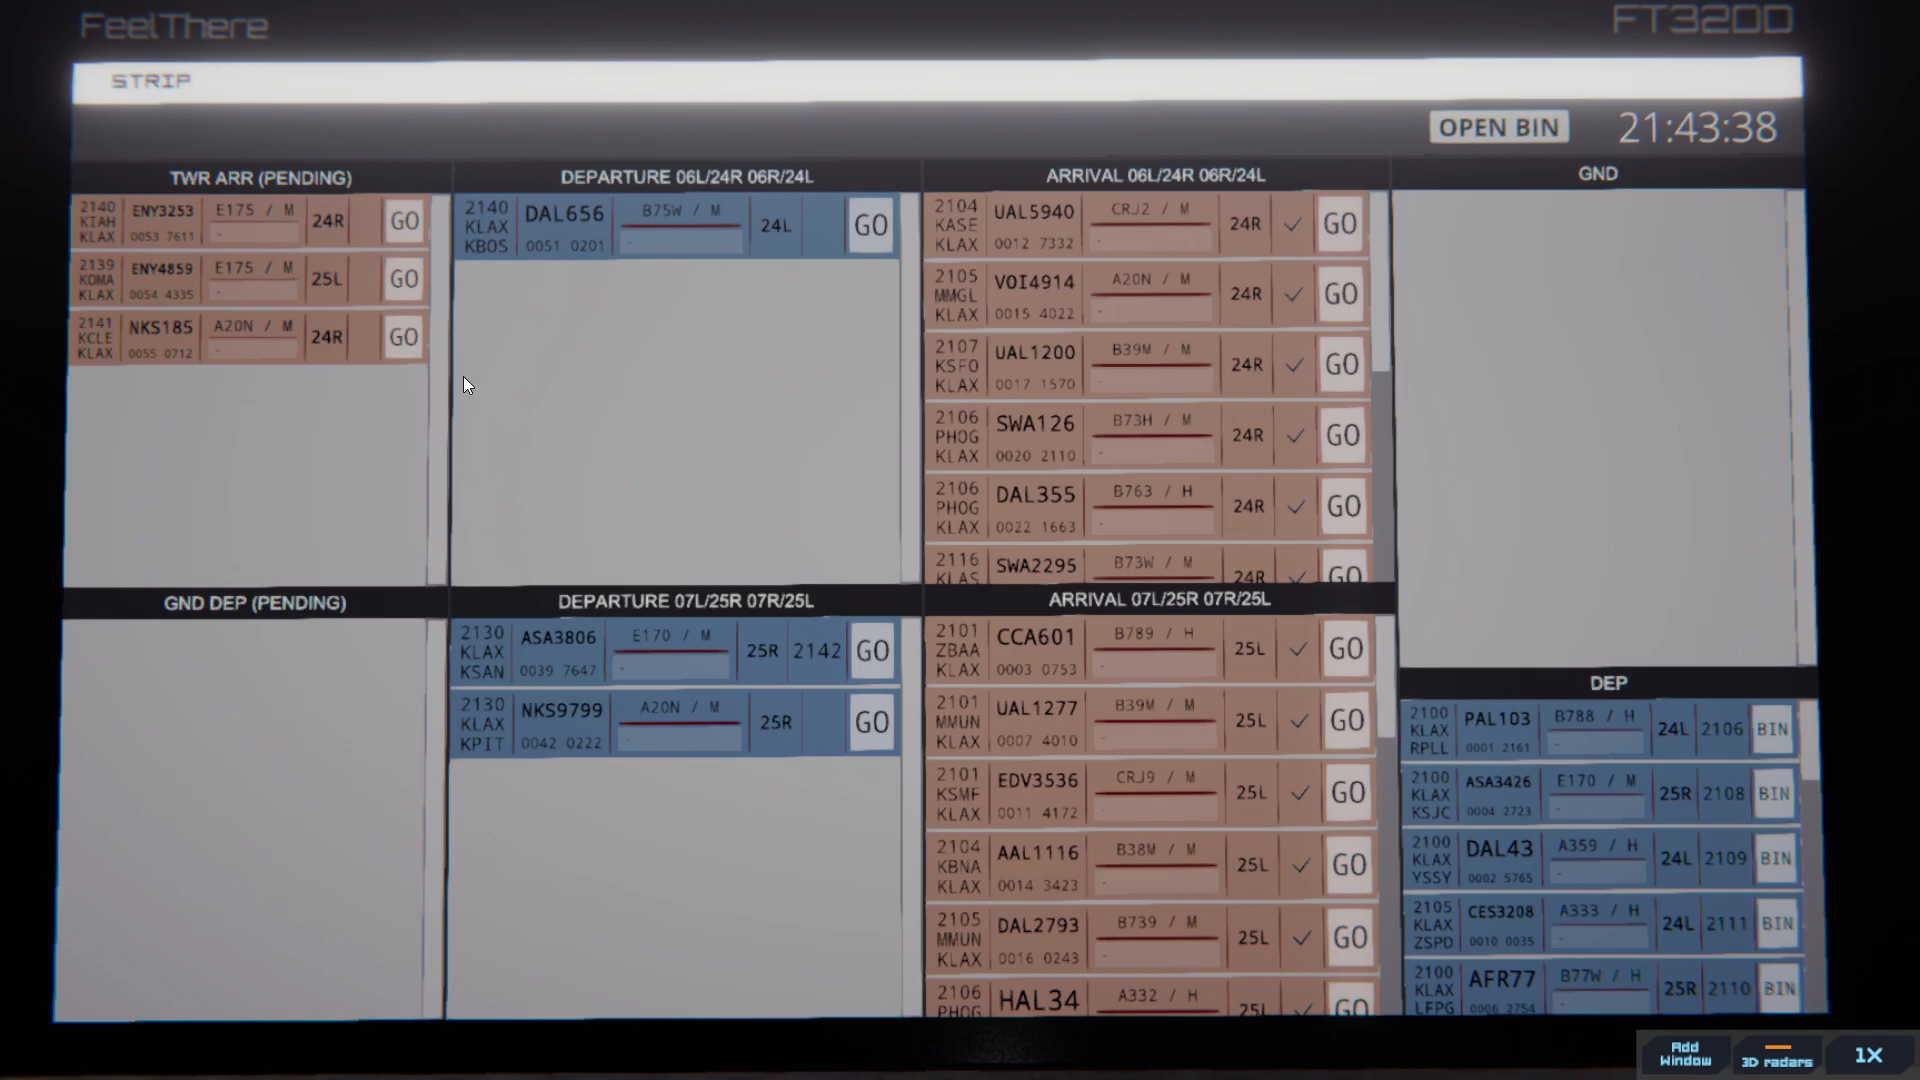 FeelThere
FT32DD
STRIP
OPEN BIN
21:43:38
TWR ARR (PENDING)
2140 ENY3253 E175 / M 24R GO
KIAH
KLAX 0053 7611 -
2139 ENY4859 E175 / M 25L GO
KOMA
KLAX 0054 4335 -
2141 NKS185 A20N / M 24R GO
KCLE
KLAX 0055 0712 -
DEPARTURE 06L/24R 06R/24L
2140 DAL656 B75W / M 24L GO
KLAX
KBOS 0051 0201 -
ARRIVAL 06L/24R 06R/24L
2104 UAL5940 CRJ2 / M 24R ✓ GO
KASE
KLAX 0012 7332 -
2105 VOI4914 A20N / M 24R ✓ GO
MMGL
KLAX 0015 4022 -
2107 UAL1200 B39M / M 24R ✓ GO
KSFO
KLAX 0017 1570 -
2106 SWA126 B73H / M 24R ✓ GO
PHOG
KLAX 0020 2110 -
2106 DAL355 B763 / H 24R ✓ GO
PHOG
KLAX 0022 1663 -
2116 SWA2295 B73W / M 24R ✓ GO
KLAS
GND
GND DEP (PENDING)
DEPARTURE 07L/25R 07R/25L
2130 ASA3806 E170 / M 25R 2142 GO
KLAX
KSAN 0039 7647 -
2130 NKS9799 A20N / M 25R GO
KLAX
KPIT 0042 0222 -
ARRIVAL 07L/25R 07R/25L
2101 CCA601 B789 / H 25L ✓ GO
ZBAA
KLAX 0003 0753 -
2101 UAL1277 B39M / M 25L ✓ GO
MMUN
KLAX 0007 4010 -
2101 EDV3536 CRJ9 / M 25L ✓ GO
KSMF
KLAX 0011 4172 -
2104 AAL1116 B38M / M 25L ✓ GO
KBNA
KLAX 0014 3423 -
2105 DAL2793 B739 / M 25L ✓ GO
MMUN
KLAX 0016 0243 -
2106 HAL34 A332 / H 25L ✓ GO
PHOG
DEP
2100 PAL103 B788 / H 24L 2106 BIN
KLAX
RPLL 0001 2161 -
2100 ASA3426 E170 / M 25R 2108 BIN
KLAX
KSJC 0004 2723 -
2100 DAL43 A359 / H 24L 2109 BIN
KLAX
YSSY 0002 5765 -
2105 CES3208 A333 / H 24L 2111 BIN
KLAX
ZSPD 0010 0035 -
2100 AFR77 B77W / H 25R 2110 BIN
KLAX
LFPG 0006 2754 -
Add
Window
3D radars
1X